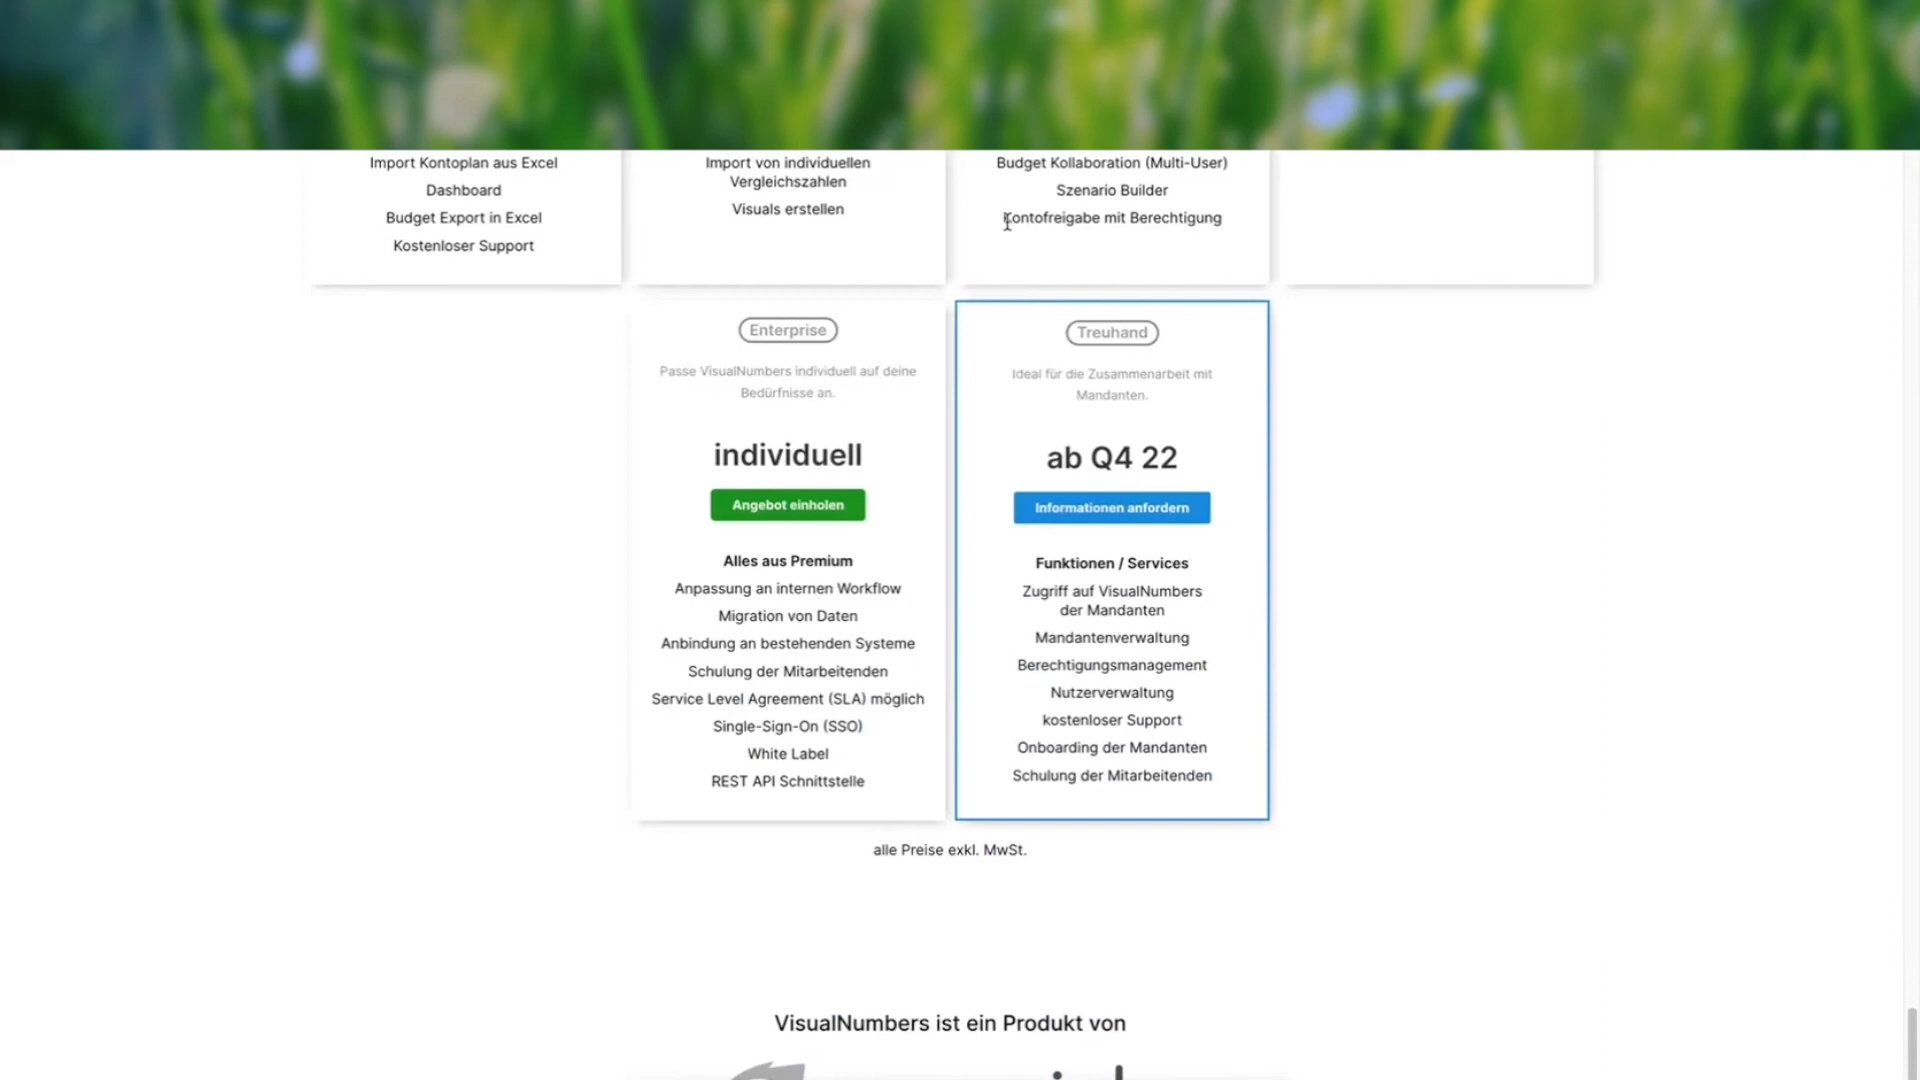 Import Kontoplan aus Excel
Dashboard
Budget Export in Excel
Kostenloser Support
Import von individuellen
Vergleichszahlen
Visuals erstellen
Budget Kollaboration (Multi-User)
Szenario Builder
Kontofreigabe mit Berechtigung
Enterprise
Passe VisualNumbers individuell auf deine
Bedürfnisse an.
individuell
Angebot einholen
Alles aus Premium
Anpassung an internen Workflow
Migration von Daten
Anbindung an bestehenden Systeme
Schulung der Mitarbeitenden
Service Level Agreement (SLA) möglich
Single-Sign-On (SSO)
White Label
REST API Schnittstelle
Treuhand
Ideal für die Zusammenarbeit mit
Mandanten.
ab Q4 22
Informationen anfordern
Funktionen / Services
Zugriff auf VisualNumbers
der Mandanten
Mandantenverwaltung
Berechtigungsmanagement
Nutzerverwaltung
kostenloser Support
Onboarding der Mandanten
Schulung der Mitarbeitenden
alle Preise exkl. MwSt.
VisualNumbers ist ein Produkt von